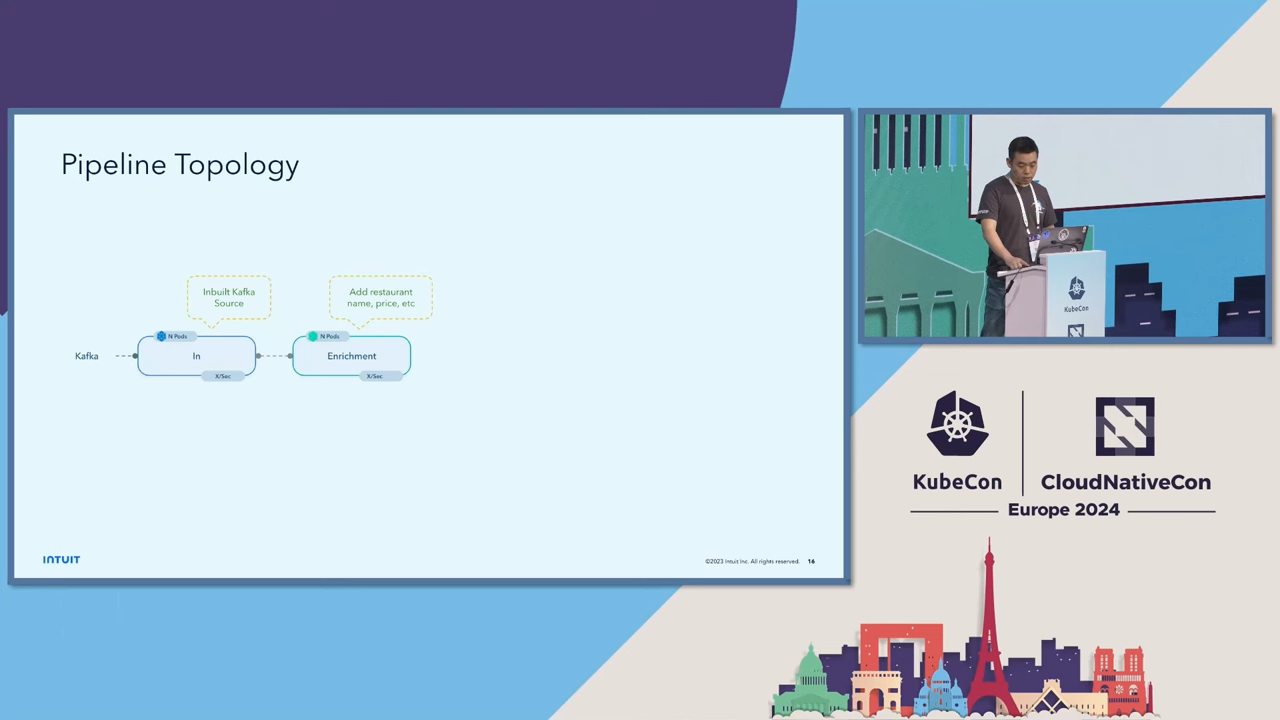 Pipeline Topology
Inbuilt Kafka
Source
Add restaurant
name, price, etc
N Pods
N Pods
Kafka
In
Enrichment
X/Sec
X/Sec
INTUIT
©2023 Intuit Inc. All rights reserved.
16
KubeCon
KubeCon
CloudNativeCon
Europe 2024